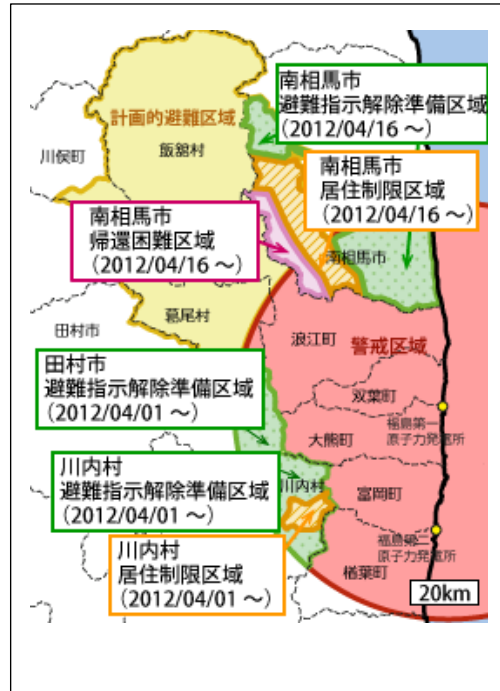 南相馬市
避難指示解除準備区域
（2012/04/16 ～）
計画的避難区域
飯舘村
川俣町
南相馬市
居住制限区域
（2012/04/16 ～）
南相馬市
帰還困難区域
（2012/04/16 ～）
南相馬市
葛尾村
田村市
浪江町
警戒区域
田村市
避難指示解除準備区域
（2012/04/01 ～）
双葉町
福島第一
原子力発電所
大熊町
川内村
避難指示解除準備区域
（2012/04/01 ～）
川内村
富岡町
福島第二
原子力発電所
川内村
居住制限区域
（2012/04/01 ～）
楢葉町
20km